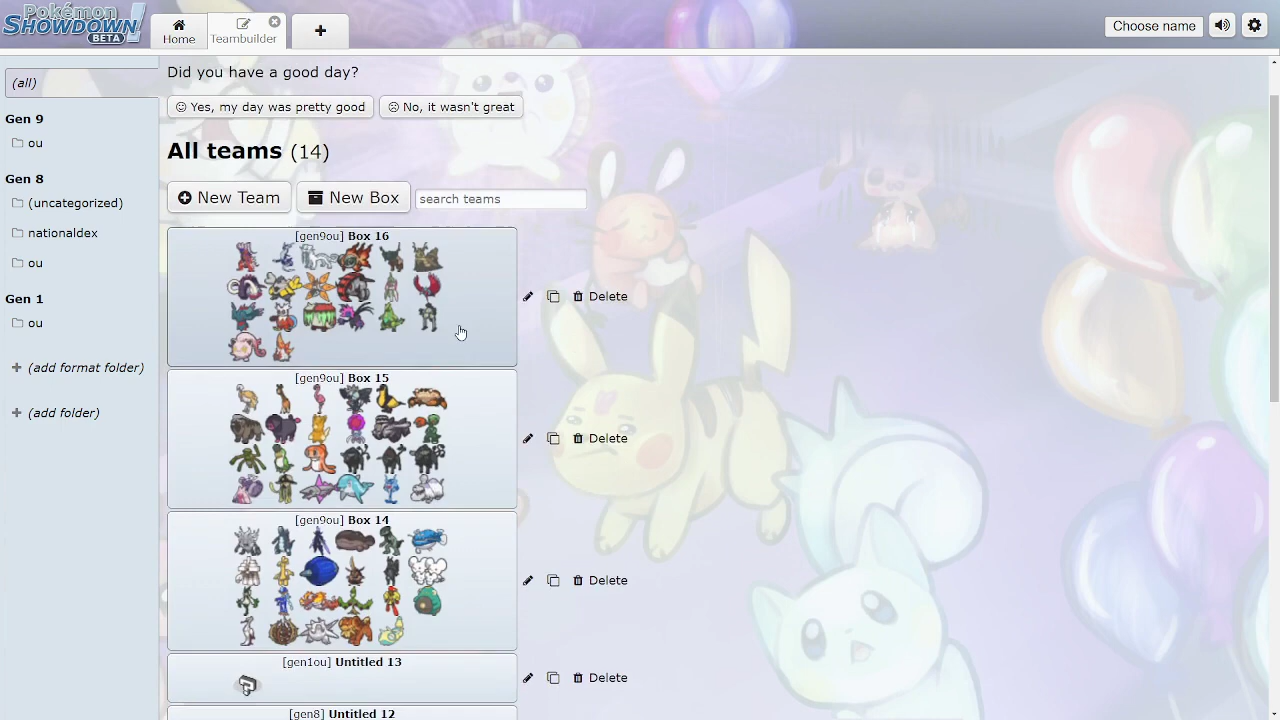 Pokémon
SHOWDOWN!
BETA
Home
Teambuilder
Choose name
(all)
Gen 9
ou
Gen 8
(uncategorized)
nationaldex
ou
Gen 1
ou
(add format folder)
(add folder)
Did you have a good day?
Yes, my day was pretty good
No, it wasn't great
All teams (14)
New Team
New Box
search teams
[gen9ou] Box 16
Delete
[gen9ou] Box 15
Delete
[gen9ou] Box 14
Delete
[gen1ou] Untitled 13
Delete
[gen8] Untitled 12